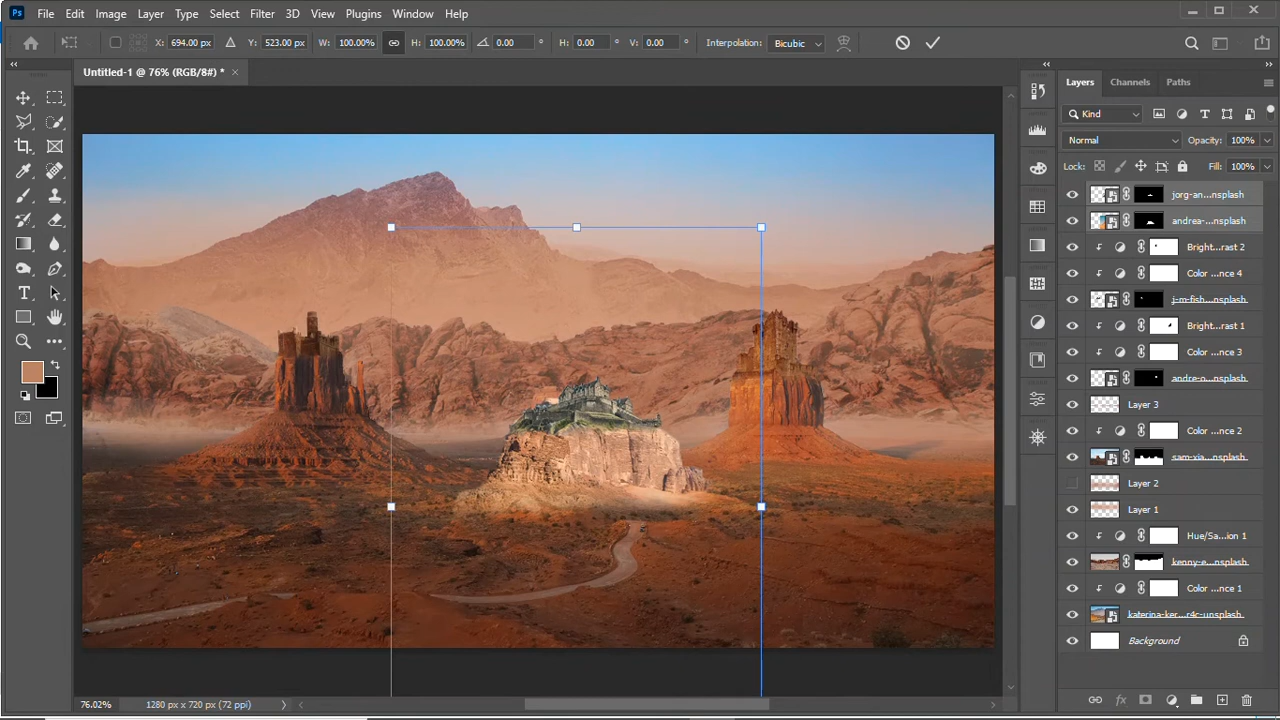 Ps File Edit Image Layer Type Select Filter 3D View Plugins Window Help
X: 694.00 px Y: 523.00 px W: 100.00% H: 100.00% 0.00 ° H: 0.00 ° V: 0.00 ° Interpolation: Bicubic
Untitled-1 @ 76% (RGB/8#) * ×
Layers Channels Paths
Kind
Normal Opacity: 100%
Lock: Fill: 100%
jorg-an...nsplash
andrea-...nsplash
Bright...rast 2
Color ...nce 4
j-m-fish...nsplash
Bright...rast 1
Color ...nce 3
andre-o...nsplash
Layer 3
Color ...nce 2
sam-xia...nsplash
Layer 2
Layer 1
Hue/Sa...ion 1
kenny-e...nsplash
Color ...nce 1
katerina-ker...r4c-unsplash
Background
76.02% 1280 px x 720 px (72 ppi)